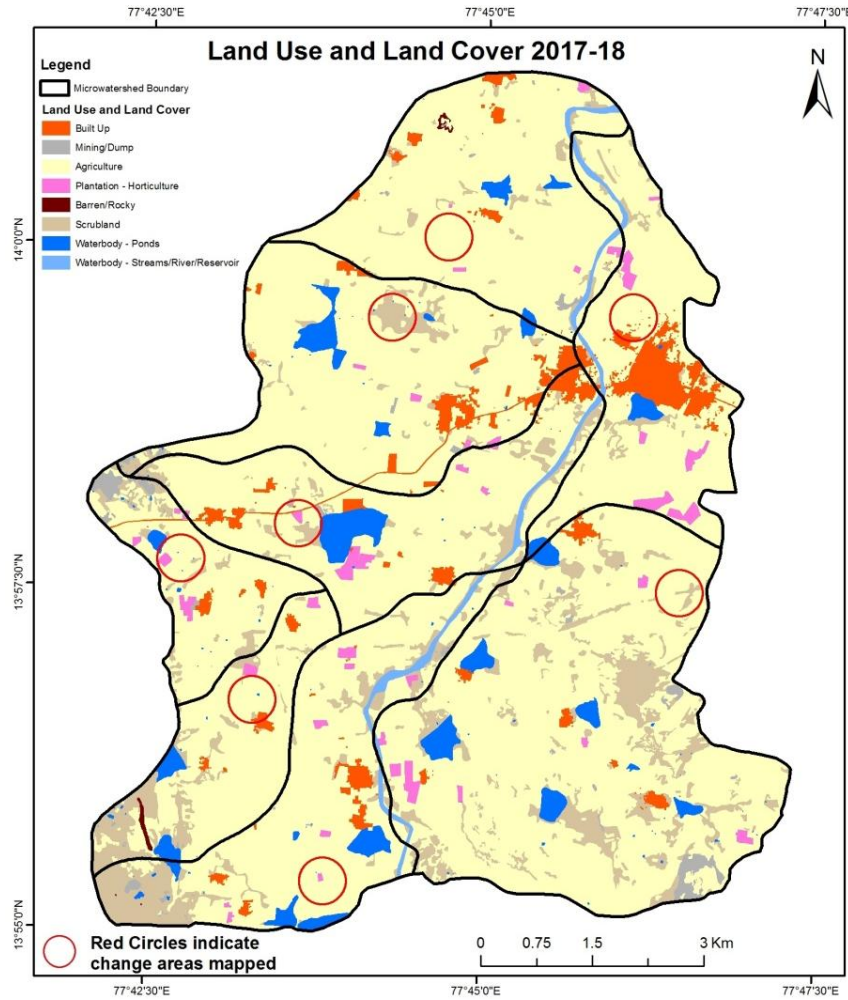 77°42'30"E 77°45'0"E 77°47'30"E
Land Use and Land Cover 2017-18
N
Legend
Microwatershed Boundary
Land Use and Land Cover
Built Up
Mining/Dump
Agriculture
Plantation - Horticulture
Barren/Rocky
Scrubland
Waterbody - Ponds
Waterbody - Streams/River/Reservoir
14°0'0"N
13°57'30"N
13°55'0"N
Red Circles indicate
change areas mapped
0 0.75 1.5 3 Km
77°42'30"E 77°45'0"E 77°47'30"E